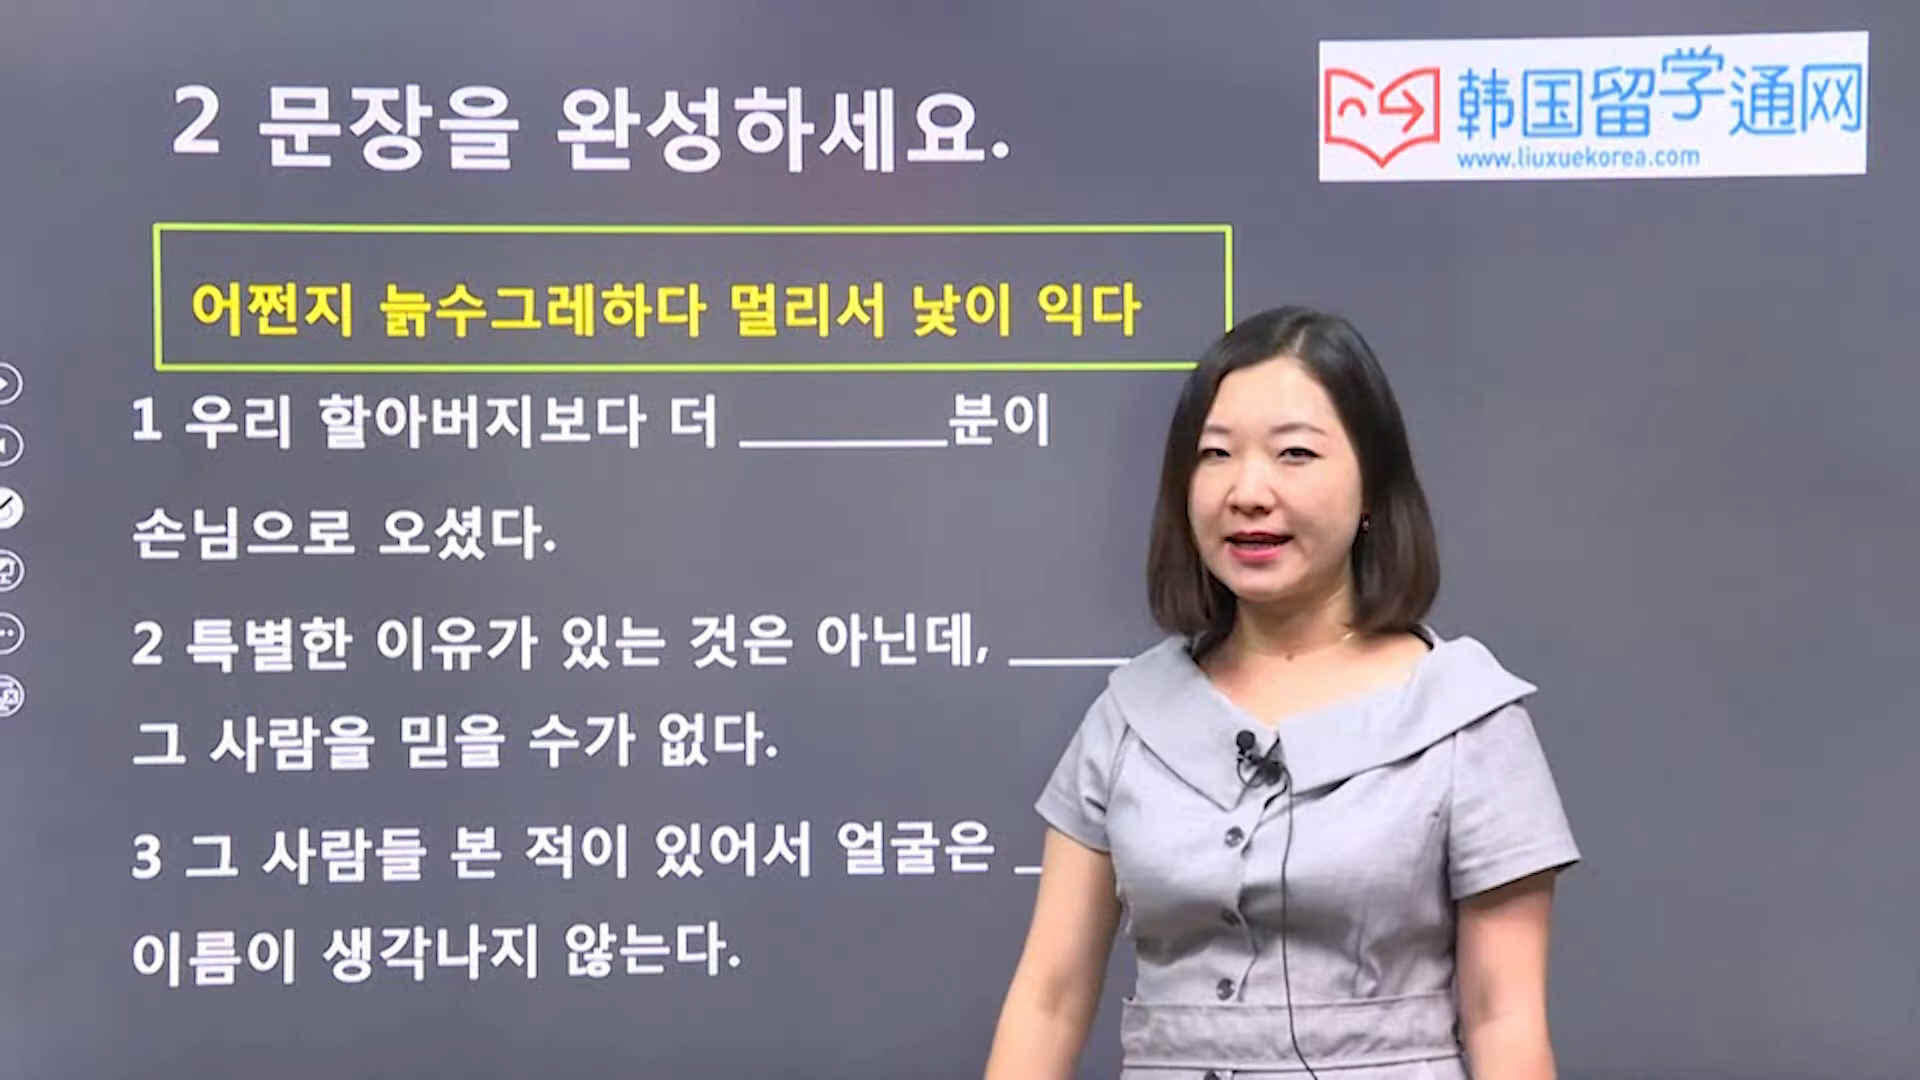 2 문장을 완성하세요.
韩国留学通网
www.liuxuekorea.com
어쩐지 늙수그레하다 멀리서 낯이 익다
1 우리 할아버지보다 더 ________분이
손님으로 오셨다.
2 특별한 이유가 있는 것은 아닌데, _____
그 사람을 믿을 수가 없다.
3 그 사람들 본 적이 있어서 얼굴은 _
이름이 생각나지 않는다.